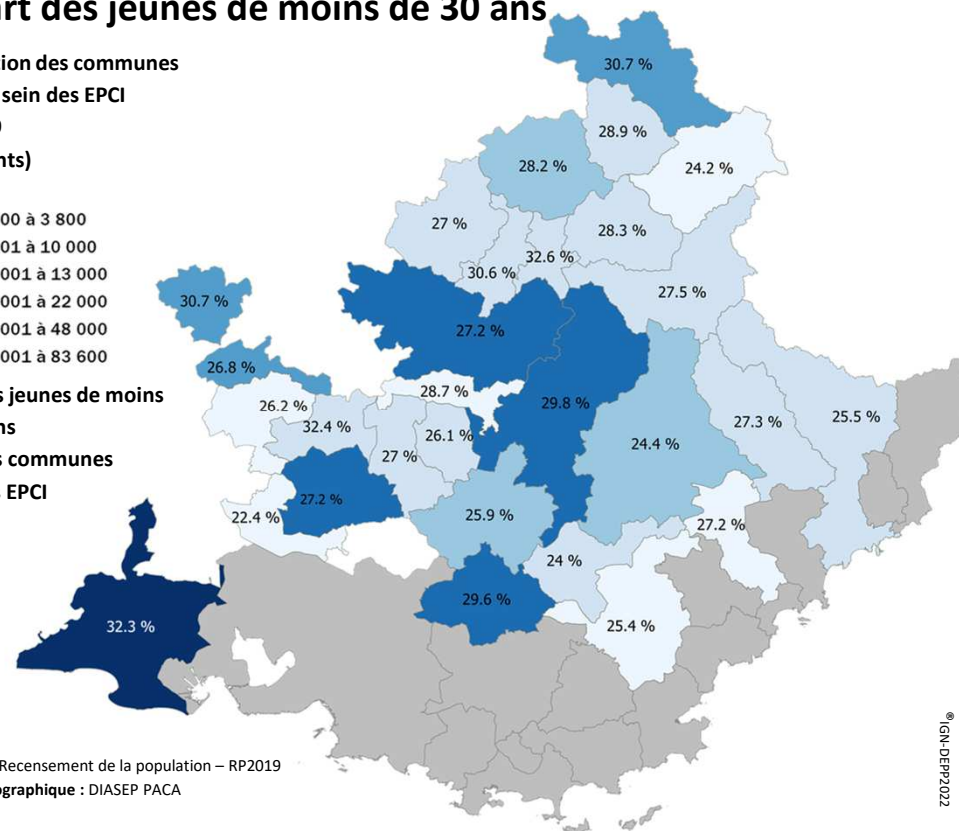 rt des jeunes de moins de 30 ans
tion des communes
sein des EPCI
nts)
00 à 3 800
01 à 10 000
001 à 13 000
001 à 22 000
001 à 48 000
001 à 83 600
s jeunes de moins
ns
s communes
EPCI
30.7 %
28.9 %
28.2 %
24.2 %
27 %
28.3 %
32.6 %
30.6 %
27.5 %
30.7 %
27.2 %
26.8 %
28.7 %
26.2 %
29.8 %
25.5 %
27.3 %
32.4 %
26.1 %
24.4 %
27 %
27.2 %
22.4 %
25.9 %
27.2 %
24 %
29.6 %
32.3 %
25.4 %
Recensement de la population – RP2019
ographique : DIASEP PACA
®IGN-DEPP2022